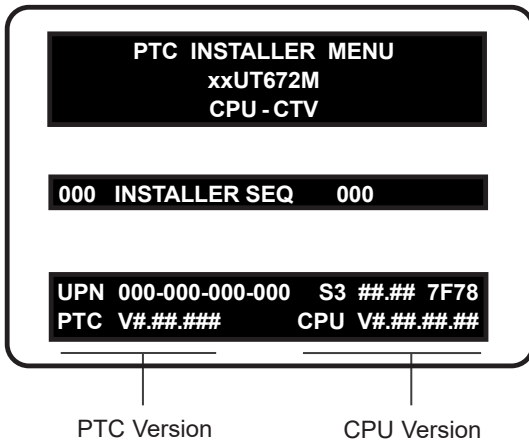 PTC INSTALLER MENU
xxUT672M
CPU - CTV
000 INSTALLER SEQ 000
UPN 000-000-000-000 S3 ##.## 7F78
PTC V#.##.### CPU V#.##.##.##
PTC Version CPU Version